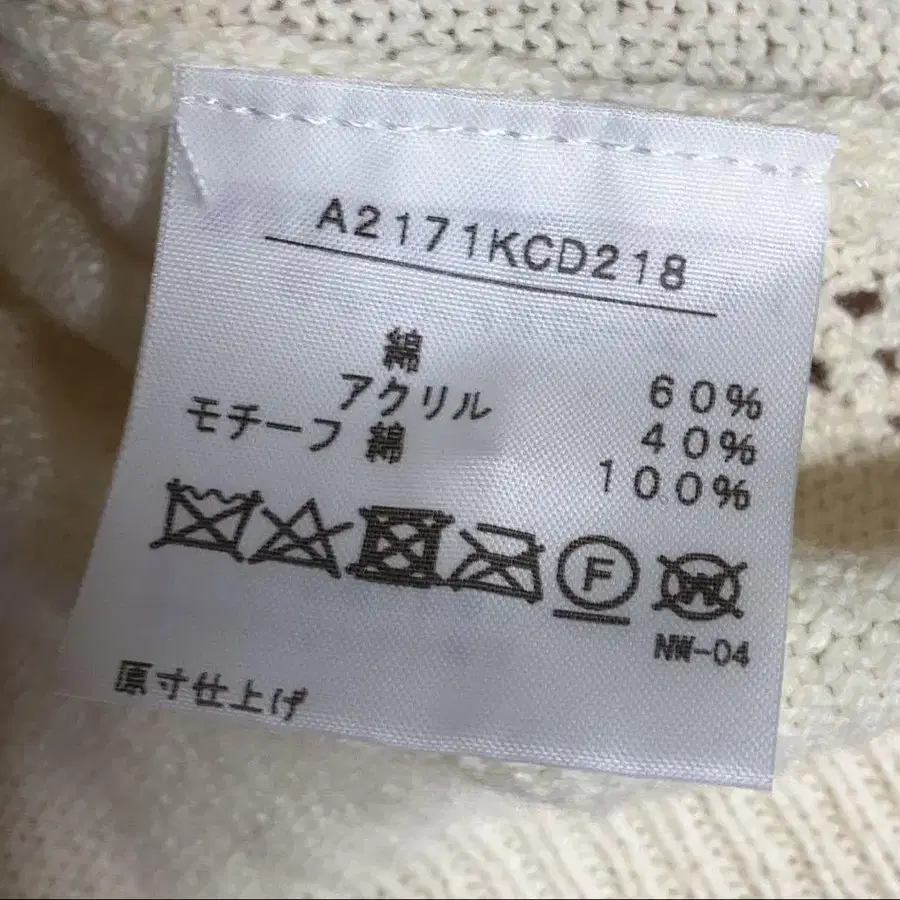 A2171KCD218
綿 60%
アクリル 40%
モチーフ 綿 100%
F W
NW-04
原寸仕上げ